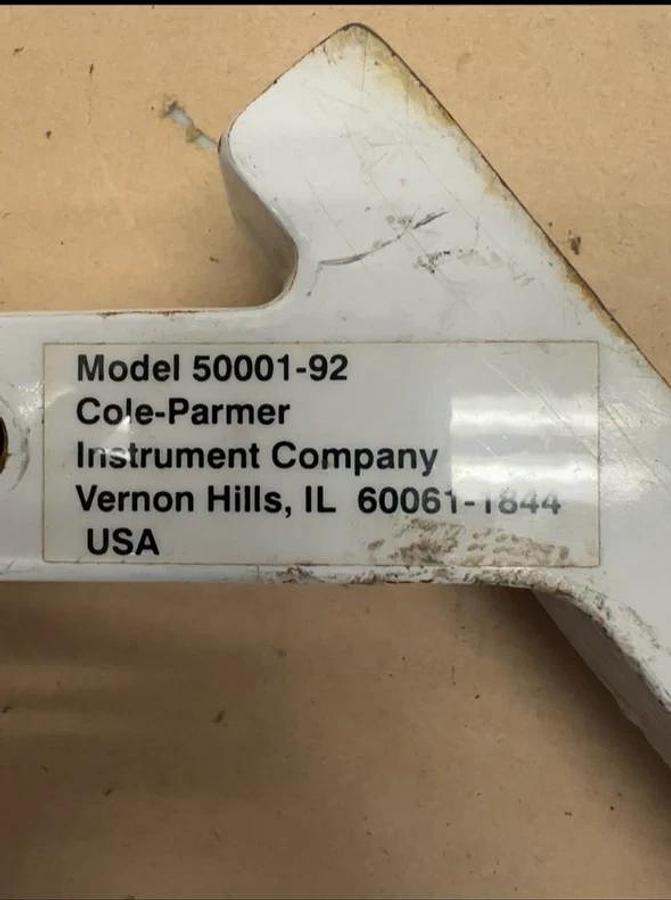 Model 50001-92
Cole-Parmer
Instrument Company
Vernon Hills, IL 60061-1844
USA